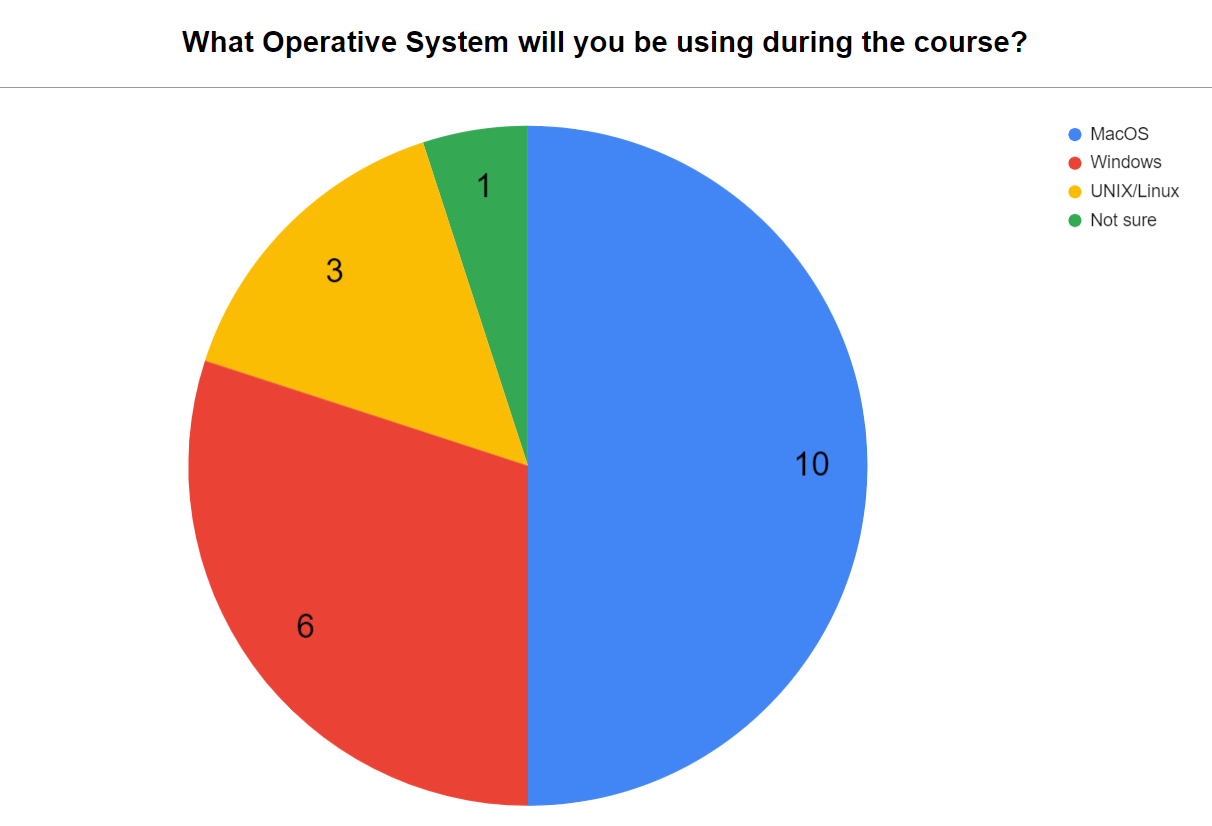 What Operative System will you be using during the course?
MacOS
Windows
UNIX/Linux
Not sure
1
3
10
6